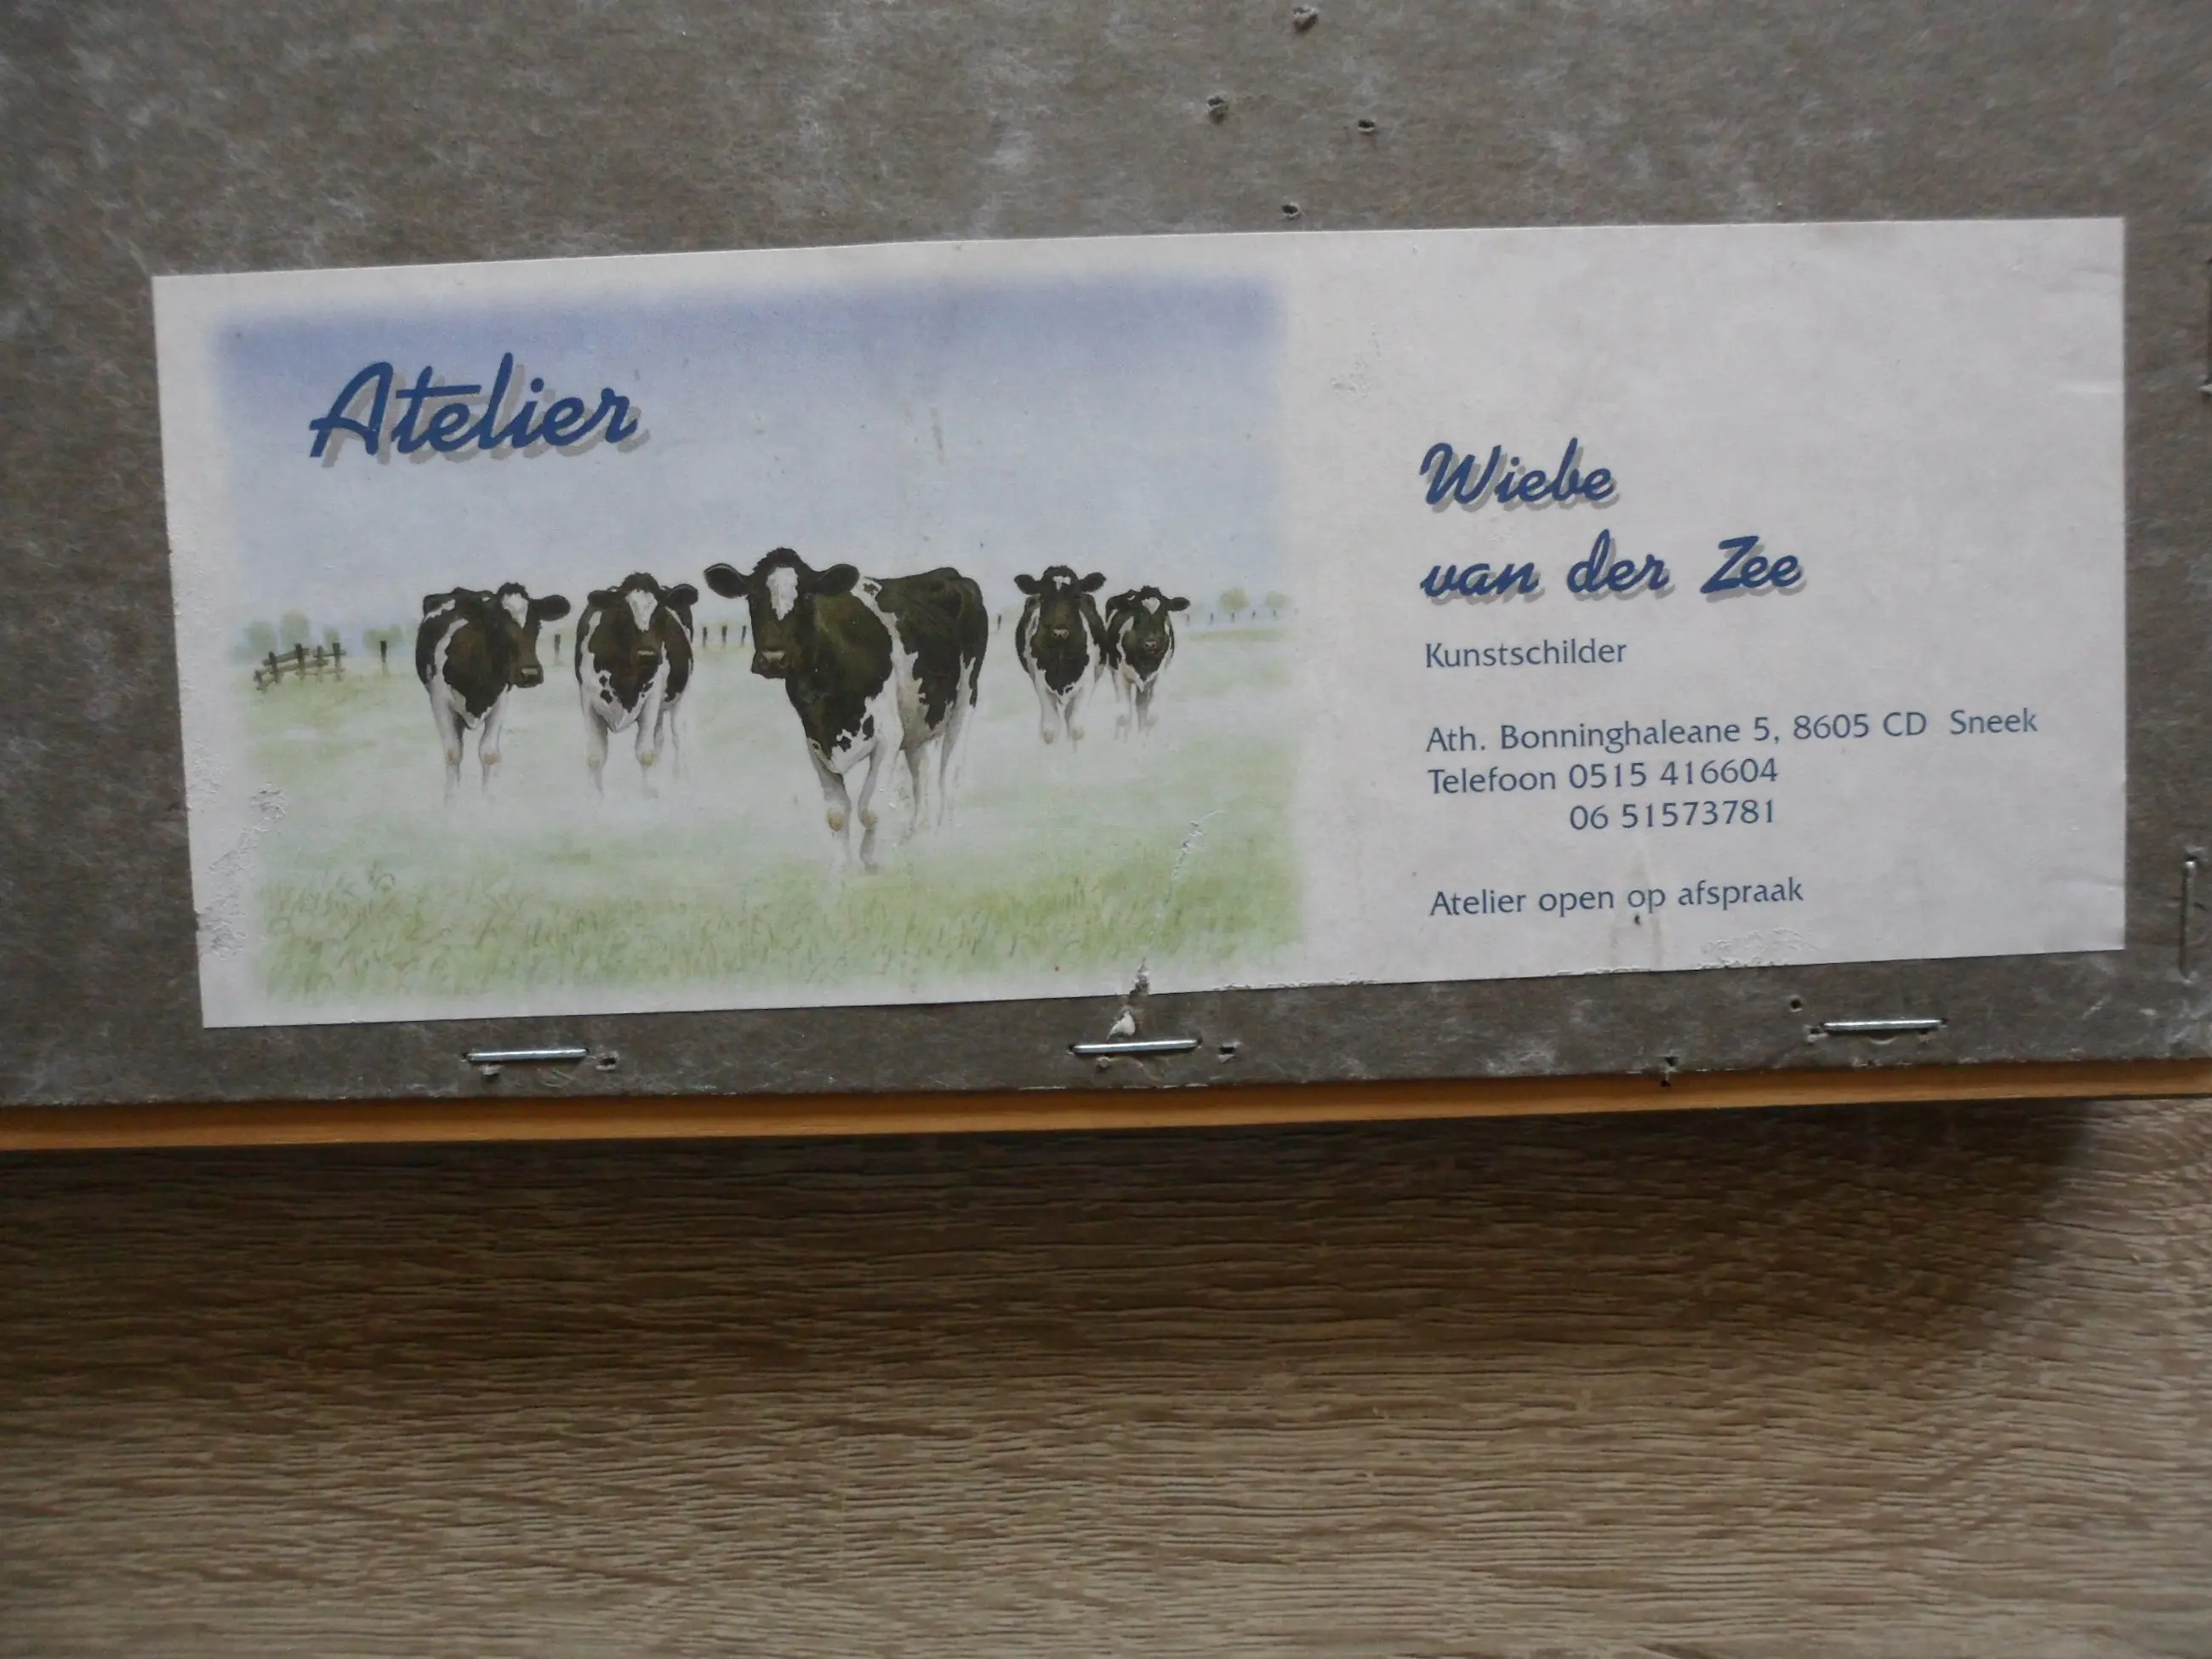 Atelier
Wiebe
van der Zee
Kunstschilder
Ath. Bonninghaleane 5, 8605 CD Sneek
Telefoon 0515 416604
06 51573781
Atelier open op afspraak